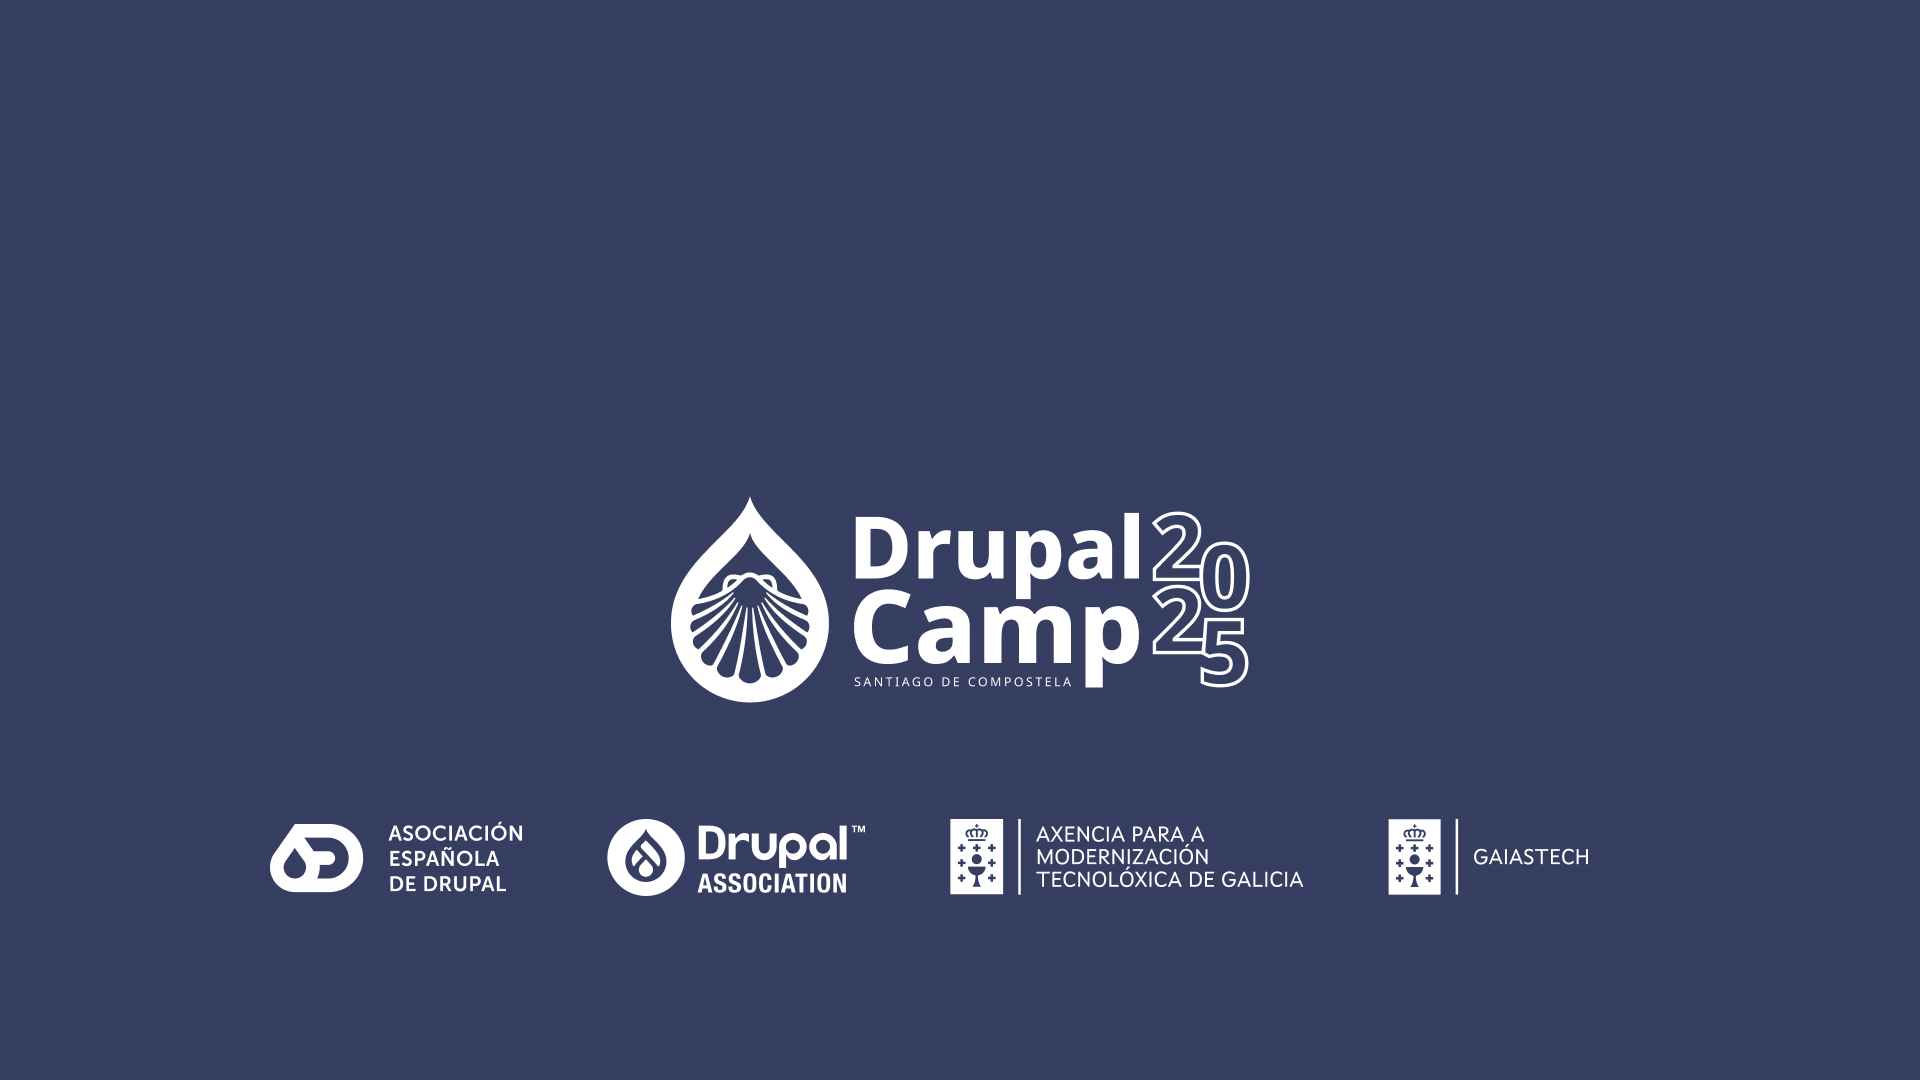 Drupal
Camp
2025
SANTIAGO DE COMPOSTELA
ASOCIACIÓN
ESPAÑOLA
DE DRUPAL
Drupal™
ASSOCIATION
AXENCIA PARA A
MODERNIZACIÓN
TECNOLÓXICA DE GALICIA
GAIASTECH